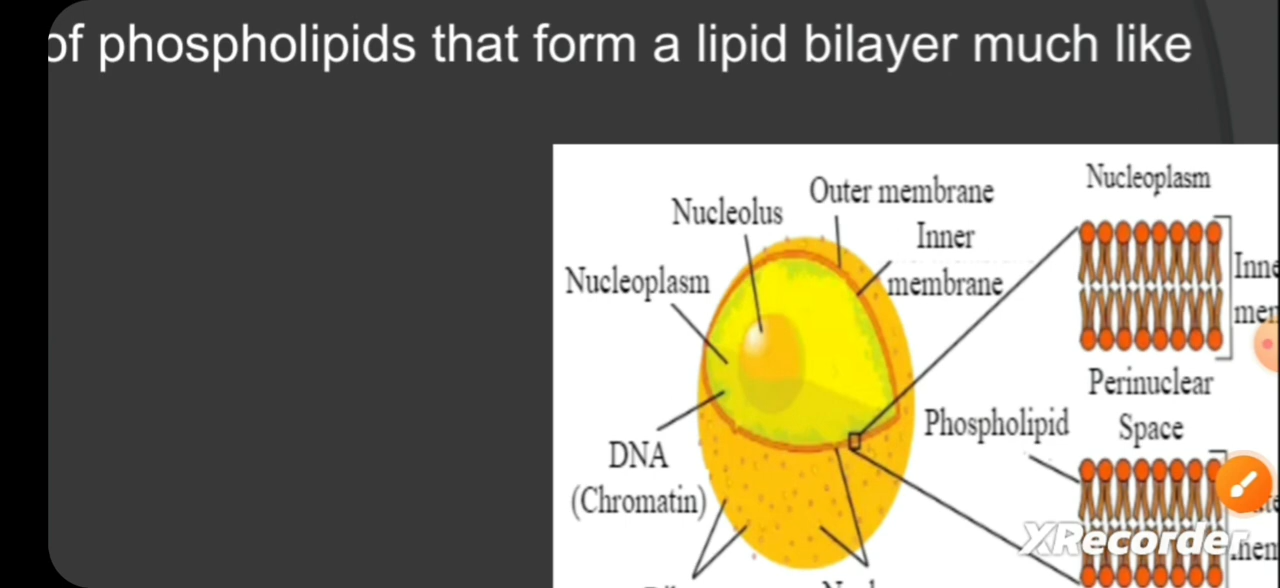 of phospholipids that form a lipid bilayer much like
Nucleolus
Outer membrane
Inner
membrane
Nucleoplasm
Nucleoplasm
DNA
(Chromatin)
Phospholipid
Perinuclear
Space
XRecorder